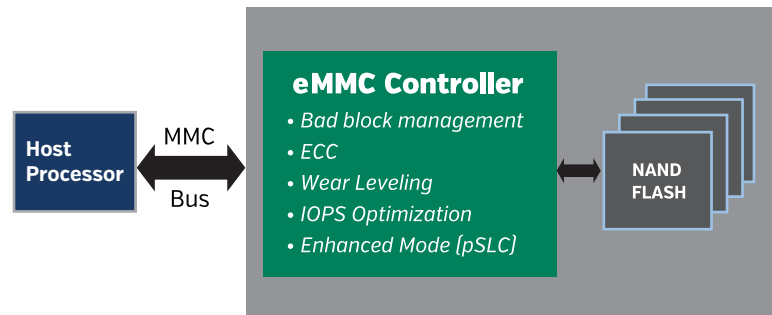 Host
Processor
MMC
Bus
eMMC Controller
• Bad block management
• ECC
• Wear Leveling
• IOPS Optimization
• Enhanced Mode (pSLC)
NAND
FLASH